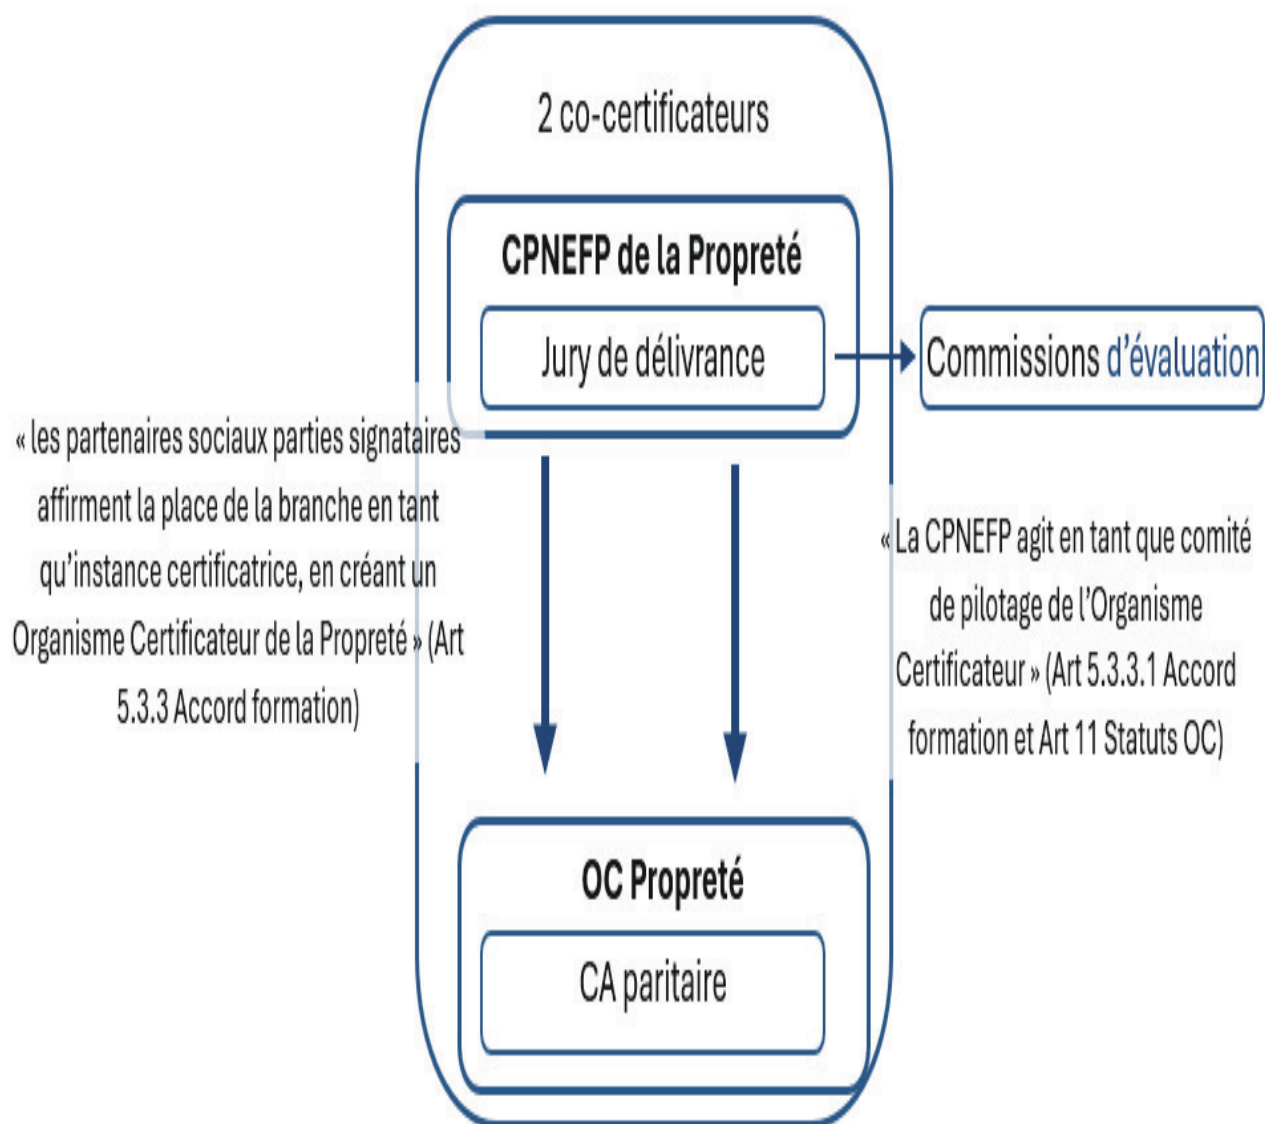 2 co-certificateurs
CPNEFP de la Propreté
Jury de délivrance
Commissions d'évaluation
« les partenaires sociaux parties signataires
affirment la place de la branche en tant
qu'instance certificatrice, en créant un
Organisme Certificateur de la Propreté » (Art
5.3.3 Accord formation)
« La CPNEFP agit en tant que comité
de pilotage de l'Organisme
Certificateur » (Art 5.3.3.1 Accord
formation et Art 11 Statuts OC)
OC Propreté
CA paritaire